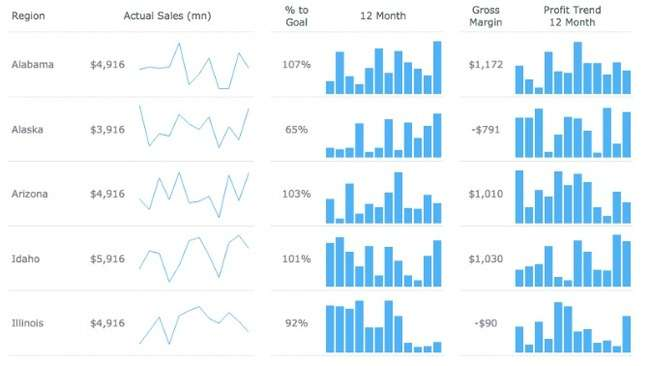 Region Actual Sales (mn) % to Goal 12 Month Gross Margin Profit Trend 12 Month
Alabama $4,916 107% $1,172
Alaska $3,916 65% -$791
Arizona $4,916 103% $1,010
Idaho $5,916 101% $1,030
Illinois $4,916 92% -$90